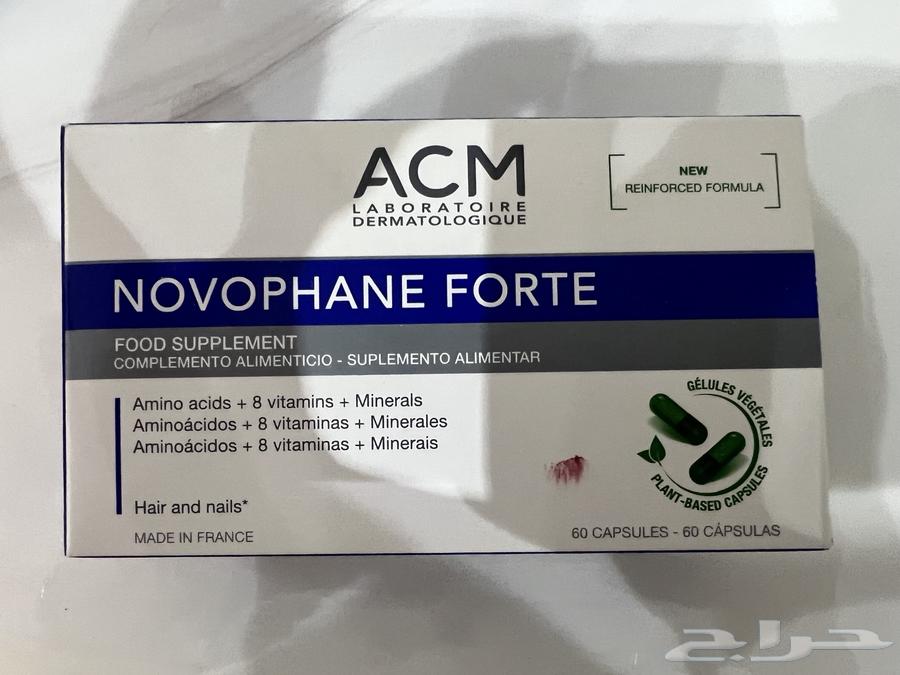 ACM
LABORATOIRE
DERMATOLOGIQUE
NEW
REINFORCED FORMULA
NOVOPHANE FORTE
FOOD SUPPLEMENT
COMPLEMENTO ALIMENTICIO - SUPLEMENTO ALIMENTAR
Amino acids + 8 vitamins + Minerals
Aminoácidos + 8 vitaminas + Minerales
Aminoácidos + 8 vitaminas + Minerais
GÉLULES VÉGÉTALES
PLANT-BASED CAPSULES
Hair and nails*
MADE IN FRANCE
60 CAPSULES - 60 CÁPSULAS
حراج